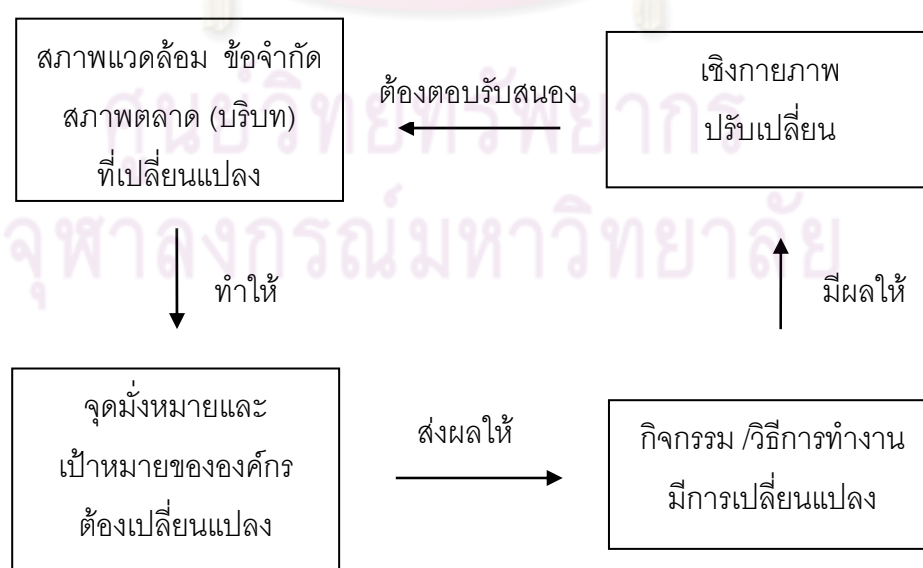 สภาพแวดล้อม ข้อจำกัด
สภาพตลาด (บริบท)
ที่เปลี่ยนแปลง
ต้องตอบรับสนอง
เชิงกายภาพ
ปรับเปลี่ยน
ศูนย์วิทยทรัพยากร
จุฬาลงกรณ์มหาวิทยาลัย
ทำให้
มีผลให้
จุดมั่งหมายและ
เป้าหมายขององค์กร
ต้องเปลี่ยนแปลง
ส่งผลให้
กิจกรรม /วิธีการทำงาน
มีการเปลี่ยนแปลง